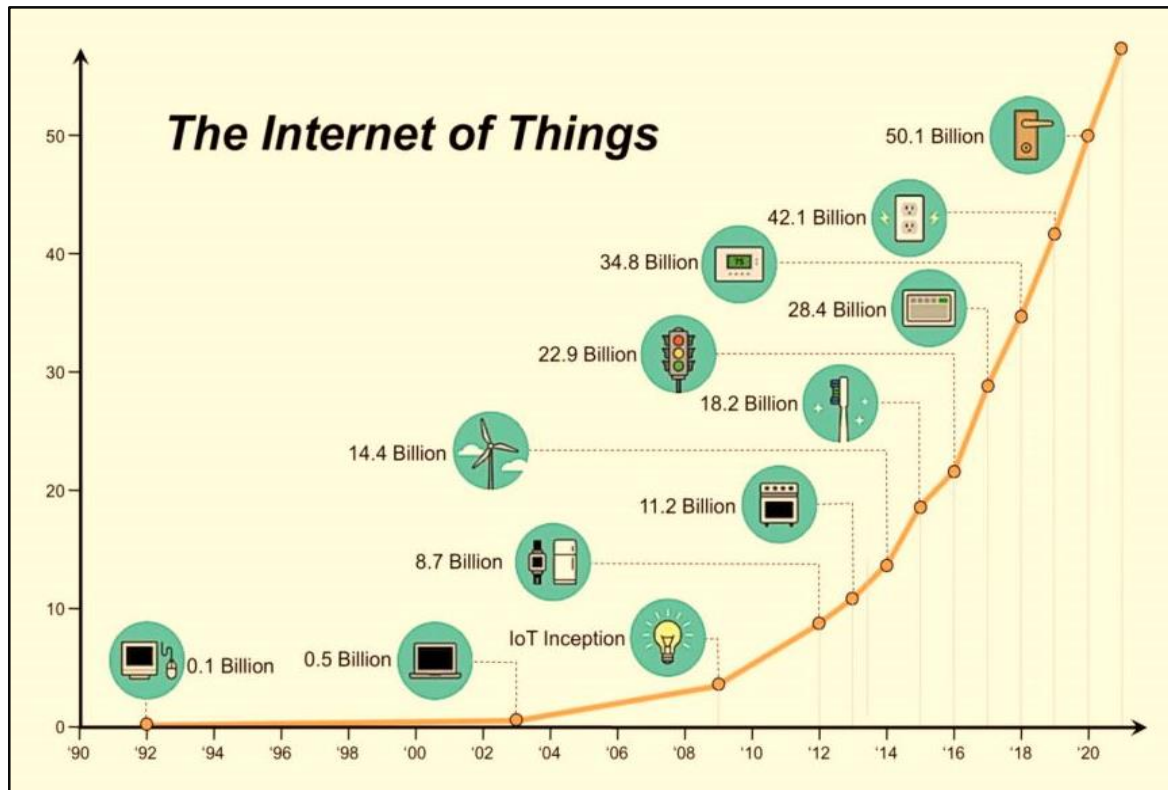 The Internet of Things
50
40
30
20
10
0
50.1 Billion
42.1 Billion
34.8 Billion
28.4 Billion
22.9 Billion
18.2 Billion
14.4 Billion
11.2 Billion
8.7 Billion
IoT Inception
0.5 Billion
0.1 Billion
75
'90 '92 '94 '96 '98 '00 '02 '04 '06 '08 '10 '12 '14 '16 '18 '20